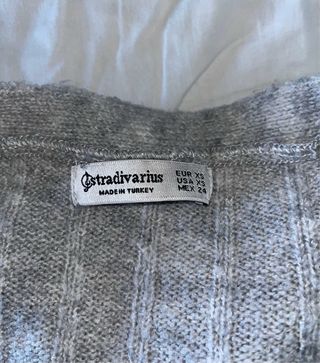 stradivarius
MADE IN TURKEY
EUR XS
USA XS
MEX 24